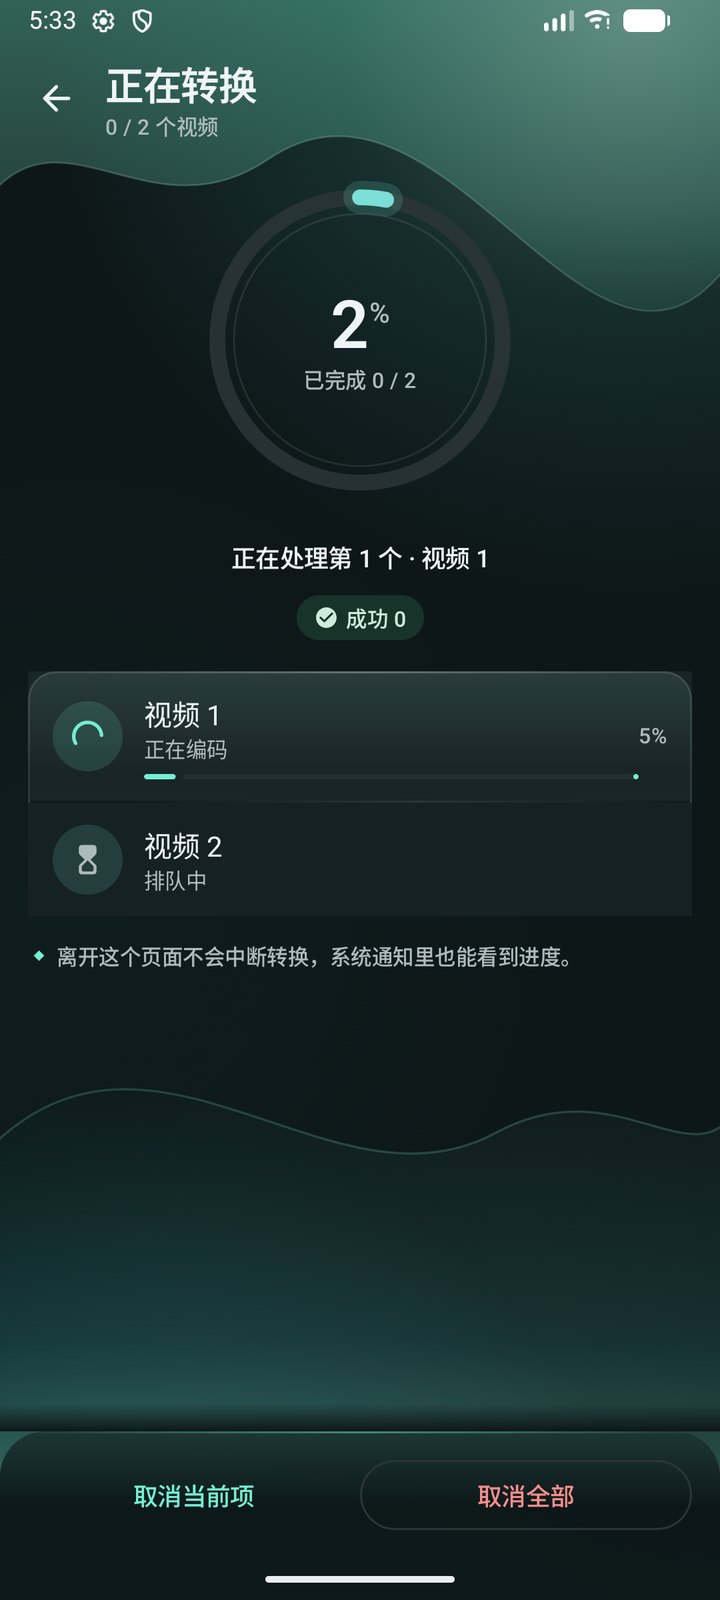 5:33
正在转换
0 / 2 个视频
2%
已完成 0 / 2
正在处理第 1 个 · 视频 1
成功 0
视频 1
正在编码
5%
视频 2
排队中
离开这个页面不会中断转换，系统通知里也能看到进度。
取消当前项
取消全部